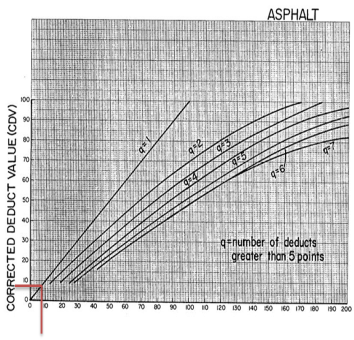 ASPHALT
CORRECTED DEDUCT VALUE (CDV)
100
90
80
70
60
50
40
30
20
10
0
q=1
q=2
q=3
q=4
q=5
q=6
q=7
q=number of deducts
greater than 5 points
0 10 20 30 40 50 60 70 80 90 100 110 120 130 140 150 160 170 180 190 200